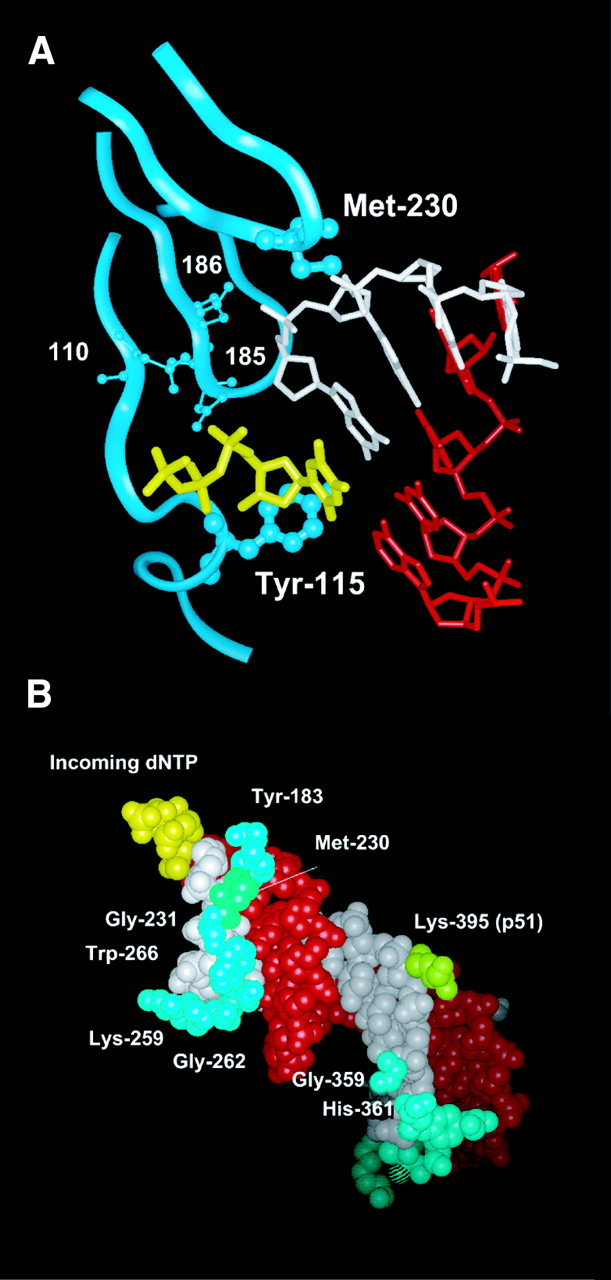 A
Met-230
186
110
185
Tyr-115
B
Incoming dNTP
Tyr-183
Met-230
Gly-231
Lys-395 (p51)
Trp-266
Lys-259
Gly-262
Gly-359
His-361